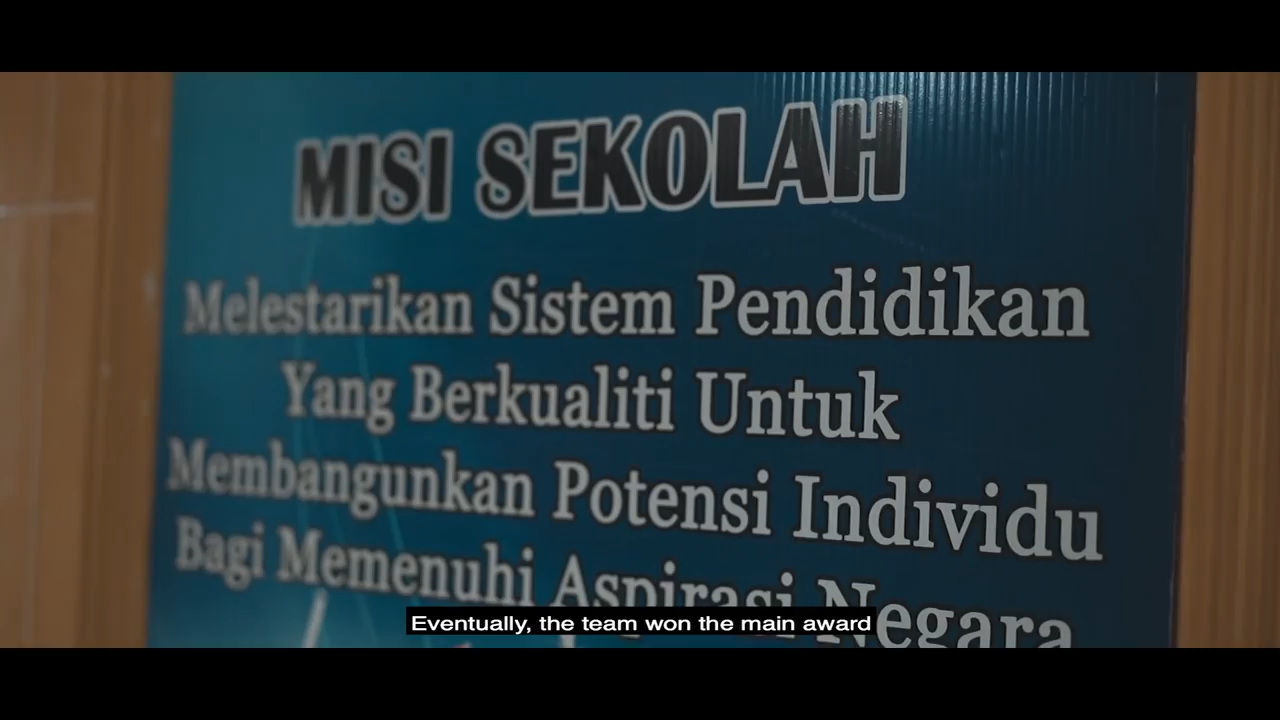 MISI SEKOLAH
Melestarikan Sistem Pendidikan
Yang Berkualiti Untuk
Membangunkan Potensi Individu
Bagi Memenuhi Aspirasi Negara
Eventually, the team won the main award